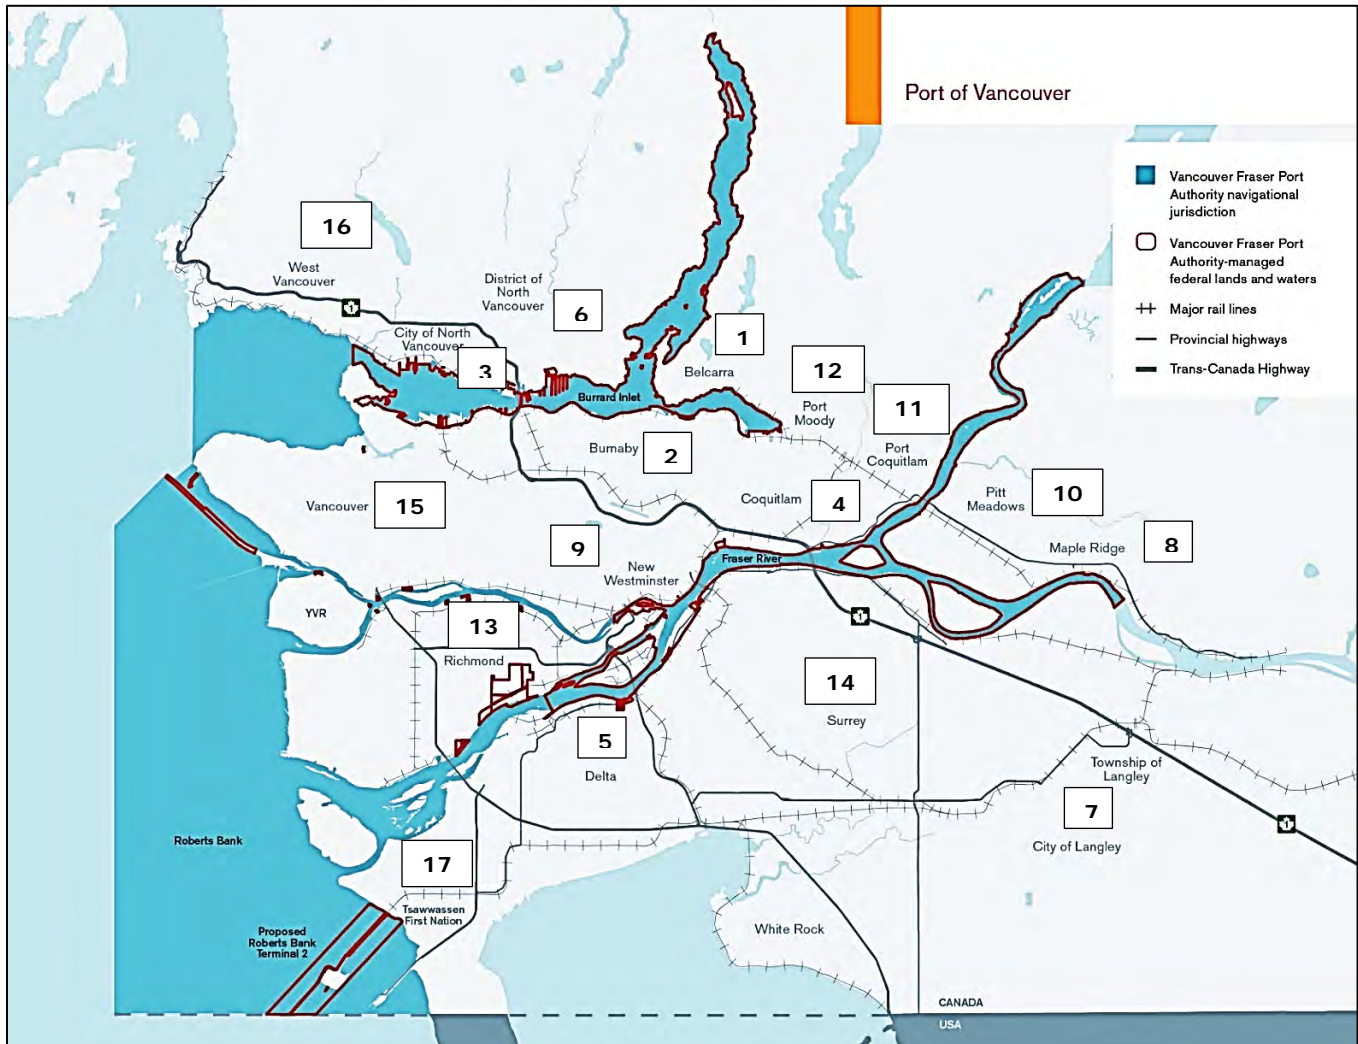 Port of Vancouver
Vancouver Fraser Port
Authority navigational
jurisdiction
Vancouver Fraser Port
Authority-managed
federal lands and waters
Major rail lines
Provincial highways
Trans-Canada Highway
16
West
Vancouver
1
District of
North
Vancouver
6
City of North
Vancouver
3
1
Belcarra
12
Port
Moody
11
Port
Coquitlam
Burrard Inlet
Burnaby
2
Vancouver
15
Coquitlam
4
Pitt
Meadows
10
9
New
Westminster
Fraser River
Maple Ridge
8
YVR
13
Richmond
1
14
Surrey
5
Delta
Township of
Langley
7
City of Langley
1
Roberts Bank
17
Tsawwassen
First Nation
Proposed
Roberts Bank
Terminal 2
White Rock
CANADA
USA